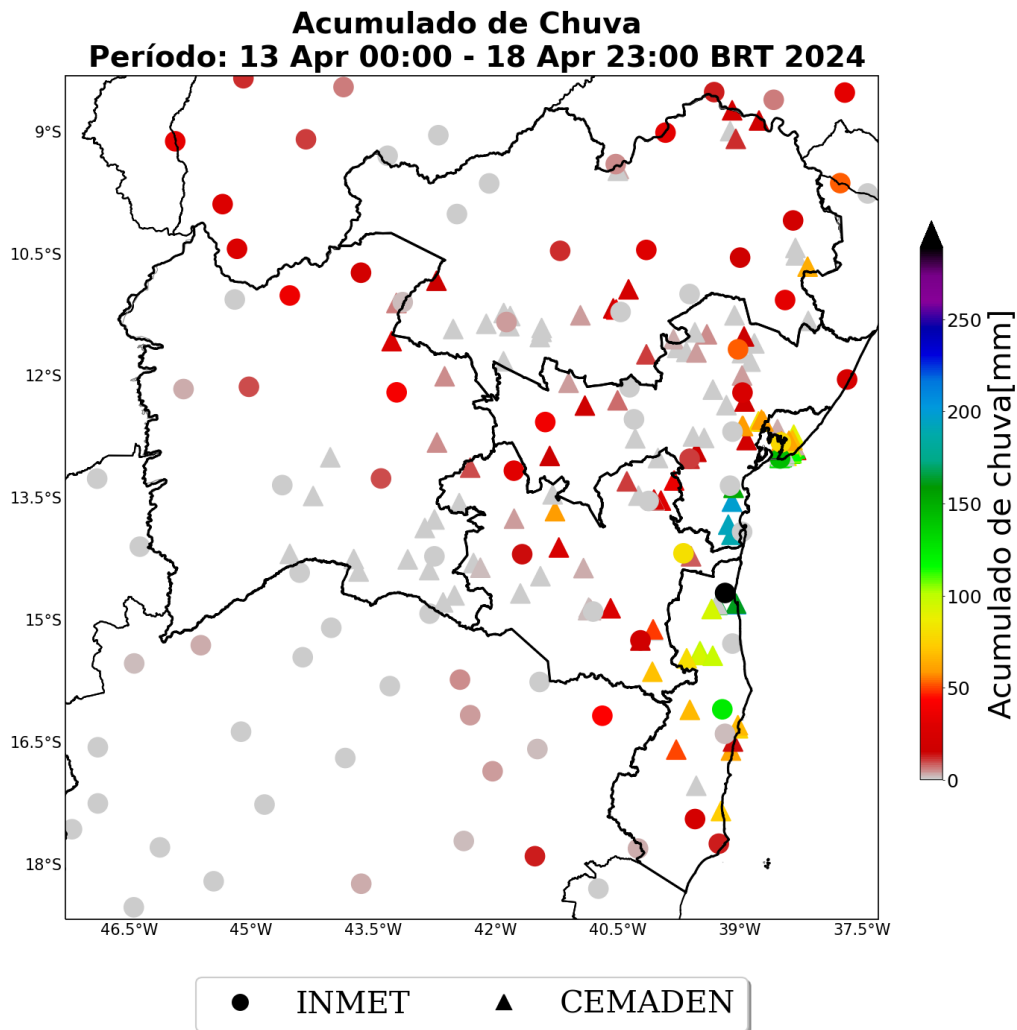 Acumulado de Chuva
Período: 13 Apr 00:00 - 18 Apr 23:00 BRT 2024
9°S
10.5°S
12°S
13.5°S
15°S
16.5°S
18°S
46.5°W 45°W 43.5°W 42°W 40.5°W 39°W 37.5°W
250
200
150
100
50
0
Acumulado de chuva[mm]
INMET CEMADEN